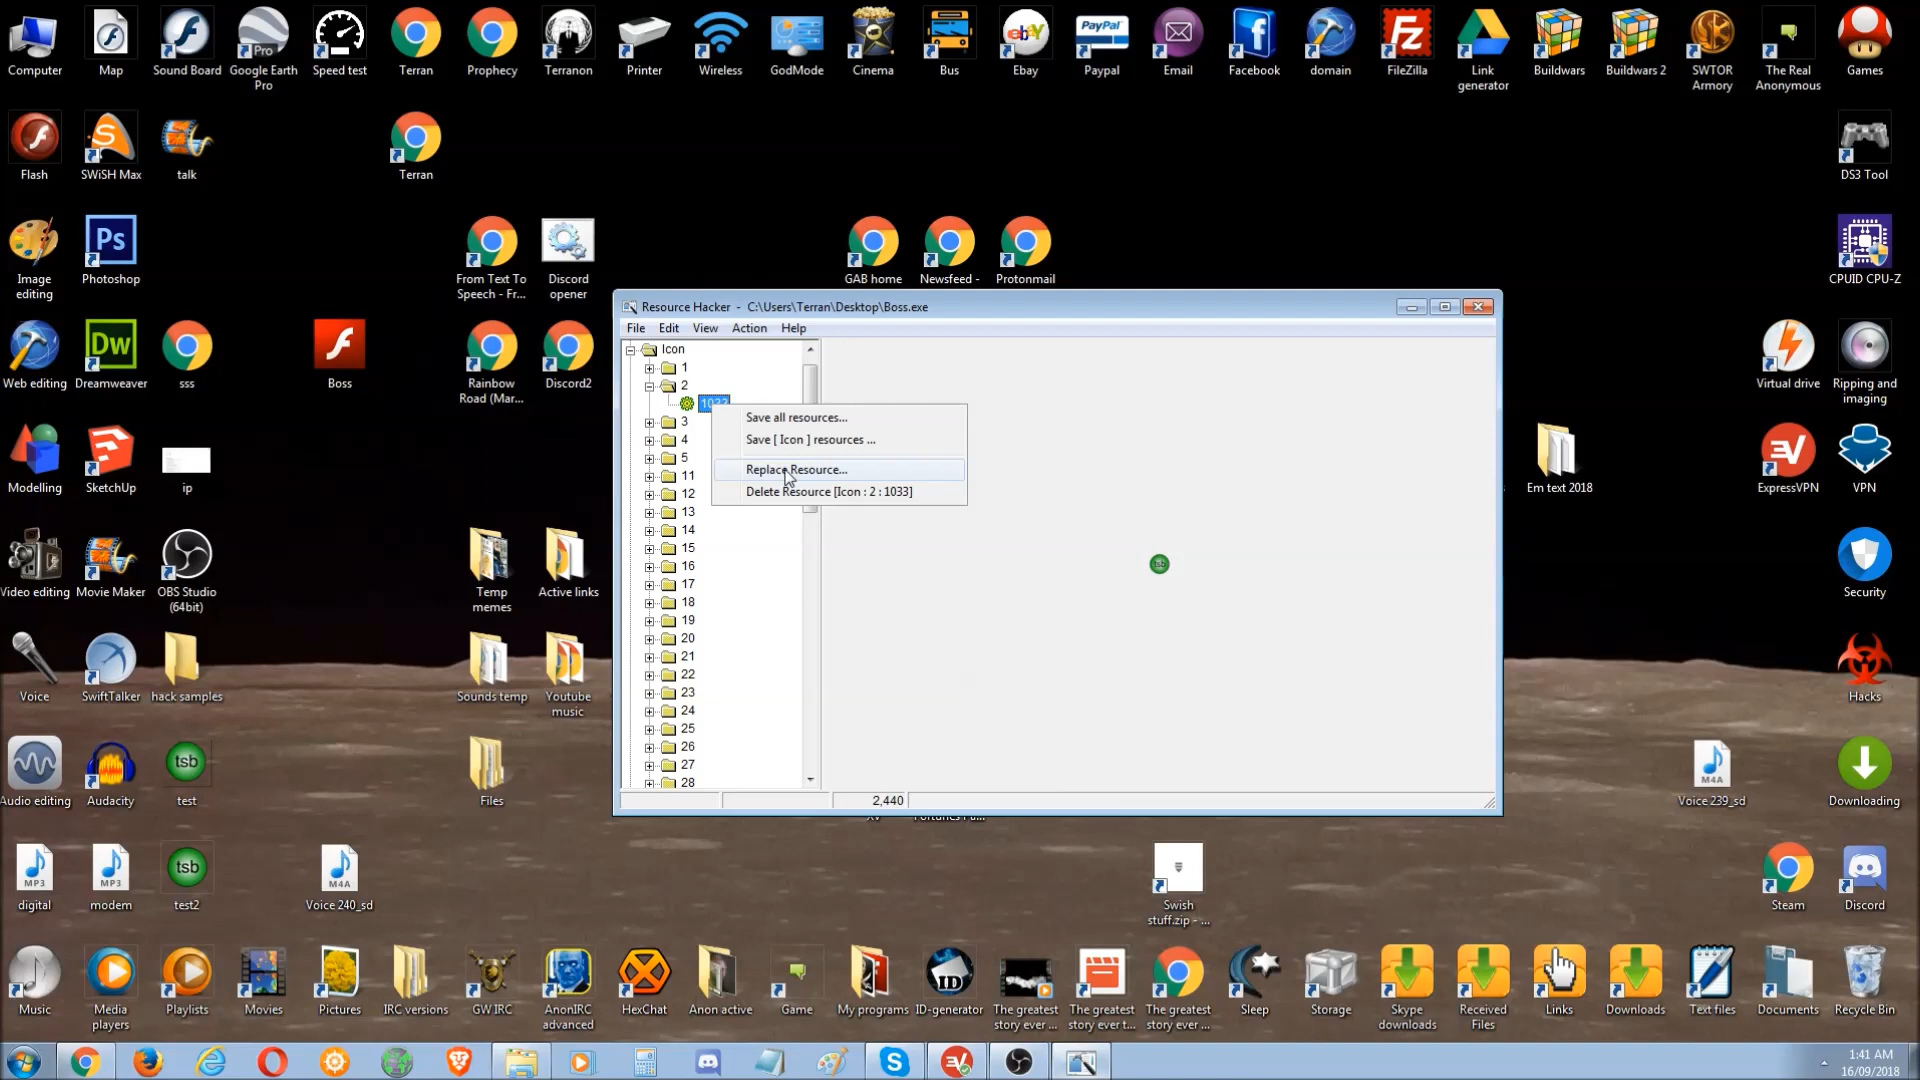 Computer
Map
Sound Board
Google Earth
Pro
Speed test
Terran
Prophecy
Terranon
Printer
Wireless
GodMode
Cinema
Bus
Ebay
Paypal
Email
Facebook
domain
FileZilla
Link
generator
Buildwars
Buildwars 2
SWTOR
Armory
The Real
Anonymous
Games
Flash
SWiSH Max
talk
Terran
DS3 Tool
Image
editing
Photoshop
From Text To
Speech - Fr...
Discord
opener
GAB home
Newsfeed -
Protonmail
CPUID CPU-Z
Web editing
Dreamweaver
sss
Boss
Rainbow
Road (Mar...
Discord2
Virtual drive
Ripping and
imaging
Resource Hacker - C:\Users\Terran\Desktop\Boss.exe
File Edit View Action Help
Icon
1
2
1033
3
4
5
11
12
13
14
15
16
17
18
19
20
21
22
23
24
25
26
27
28
Save all resources...
Save [ Icon ] resources ...
Replace Resource...
Delete Resource [Icon : 2 : 1033]
2,440
Modelling
SketchUp
ip
Em text 2018
ExpressVPN
VPN
Video editing
Movie Maker
OBS Studio
(64bit)
Temp
memes
Active links
Security
Voice
SwiftTalker
hack samples
Sounds temp
Youtube
music
Hacks
Audio editing
Audacity
tsb
test
Files
Voice 239_sd
Downloading
MP3
digital
MP3
modem
tsb
test2
M4A
Voice 240_sd
Swish
stuff.zip - ...
Steam
Discord
Music
Media
players
Playlists
Movies
Pictures
IRC versions
GW IRC
AnonIRC
advanced
HexChat
Anon active
Game
My programs
ID-generator
The greatest
story ever ...
The greatest
story ever t...
The greatest
story ever ...
Sleep
Storage
Skype
downloads
Received
Files
Links
Downloads
Text files
Documents
Recycle Bin
1:41 AM
16/09/2018